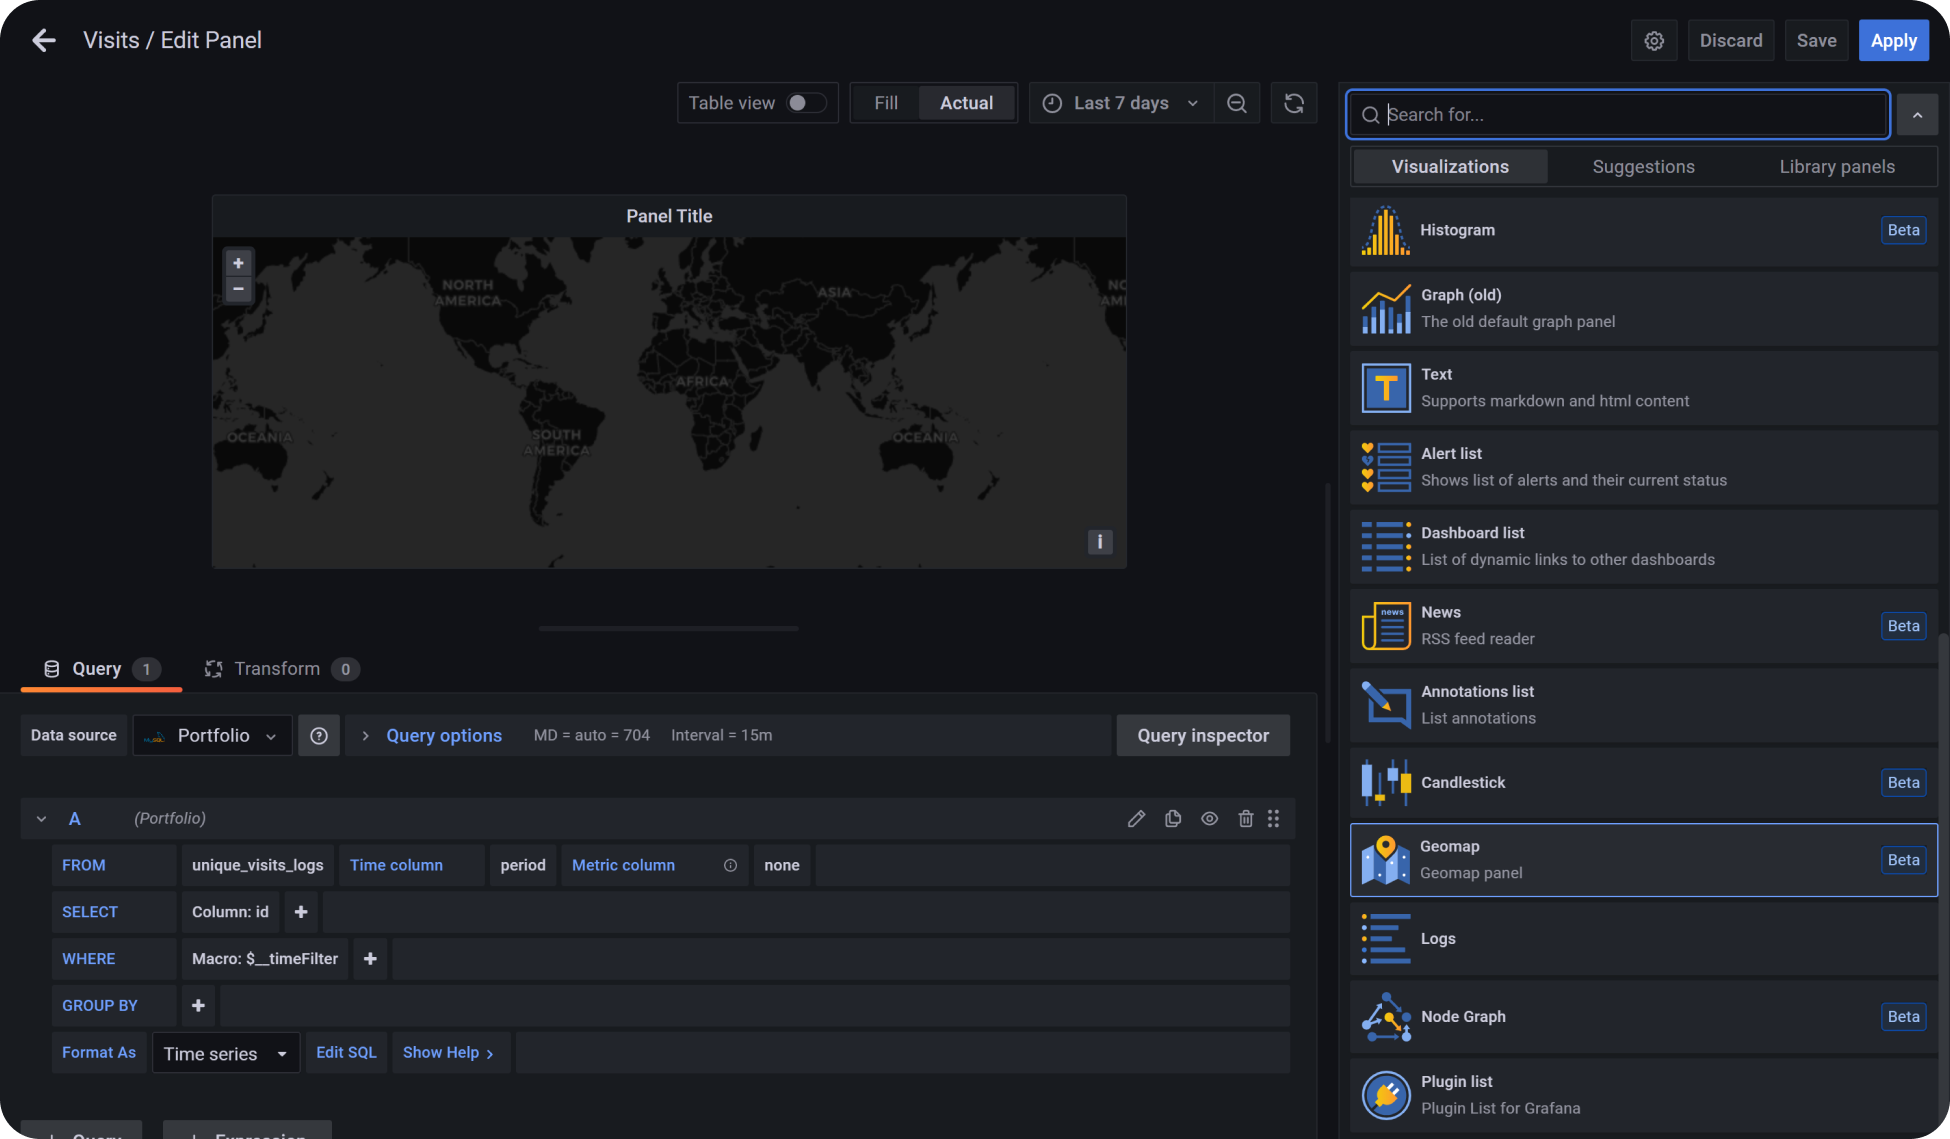 Visits / Edit Panel
Discard
Save
Apply
Table view
Fill
Actual
Last 7 days
Search for...
Visualizations
Suggestions
Library panels
Panel Title
+
−
NORTH
AMERICA
ASIA
NO
AM
AFRICA
OCEANIA
SOUTH
AMERICA
OCEANIA
i
Histogram
Beta
Graph (old)
The old default graph panel
T
Text
Supports markdown and html content
Alert list
Shows list of alerts and their current status
Dashboard list
List of dynamic links to other dashboards
news
News
RSS feed reader
Beta
Annotations list
List annotations
Candlestick
Beta
Geomap
Geomap panel
Beta
Logs
Node Graph
Beta
Plugin list
Plugin List for Grafana
Query 1
Transform 0
Data source
Portfolio
Query options
MD = auto = 704
Interval = 15m
Query inspector
A
(Portfolio)
FROM
unique_visits_logs
Time column
period
Metric column
none
SELECT
Column: id
+
WHERE
Macro: $__timeFilter
+
GROUP BY
+
Format As
Time series
Edit SQL
Show Help >
+ Query
+ Expression